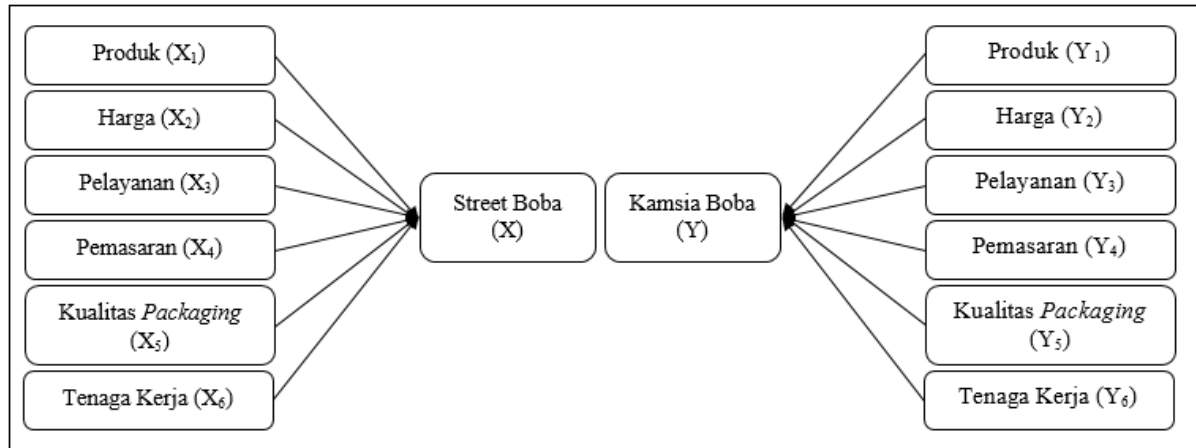 Produk (X₁)
Harga (X₂)
Pelayanan (X₃)
Pemasaran (X₄)
Kualitas Packaging
(X₅)
Tenaga Kerja (X₆)
Street Boba
(X)
Kamsia Boba
(Y)
Produk (Y₁)
Harga (Y₂)
Pelayanan (Y₃)
Pemasaran (Y₄)
Kualitas Packaging
(Y₅)
Tenaga Kerja (Y₆)